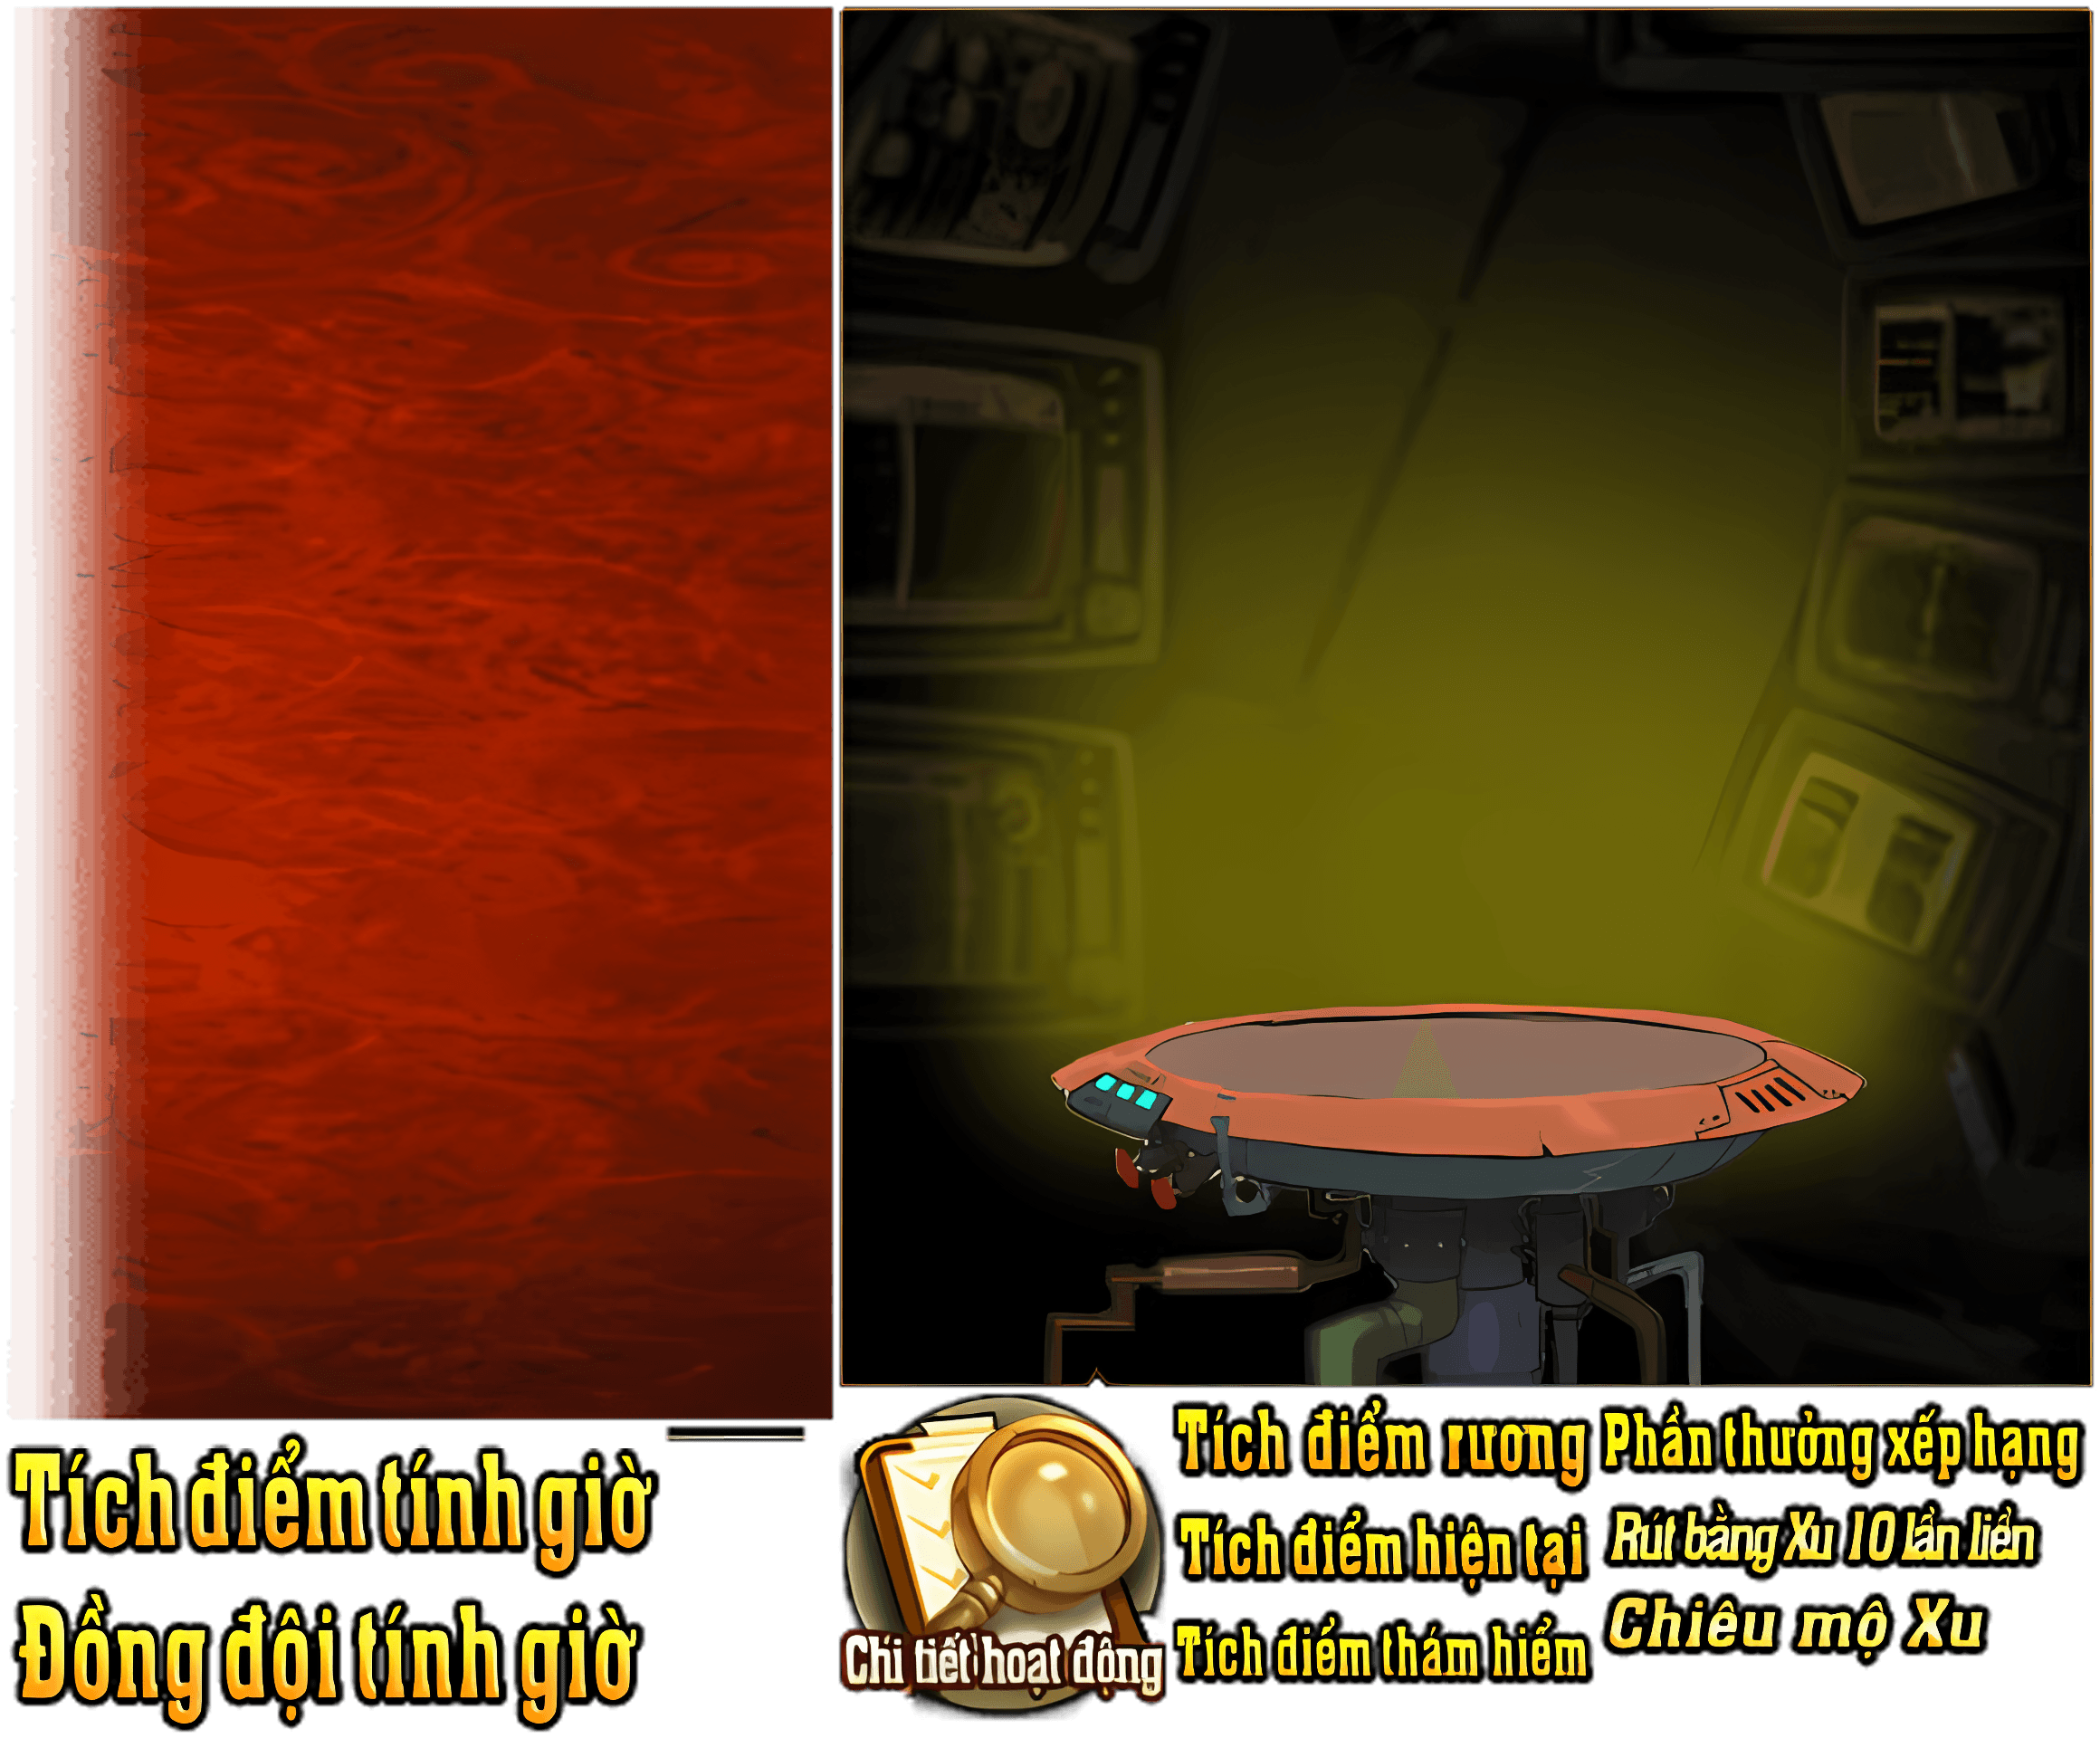 Tích điểm tính giờ
Đồng đội tính giờ
Chi tiết hoạt động
Tích điểm rương
Tích điểm hiện tại
Tích điểm thám hiểm
Phần thưởng xếp hạng
Rút bằng Xu 10 lần liền
Chiêu mộ Xu